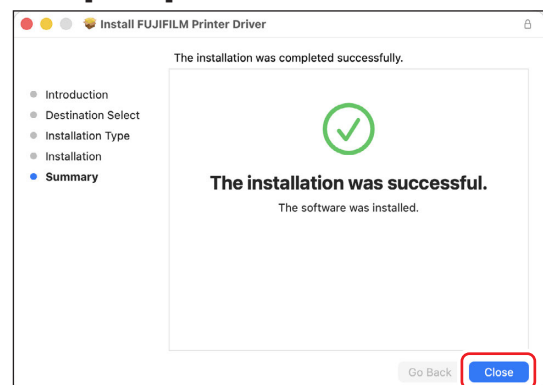 Install FUJIFILM Printer Driver
The installation was completed successfully.
Introduction
Destination Select
Installation Type
Installation
Summary
The installation was successful.
The software was installed.
Go Back
Close